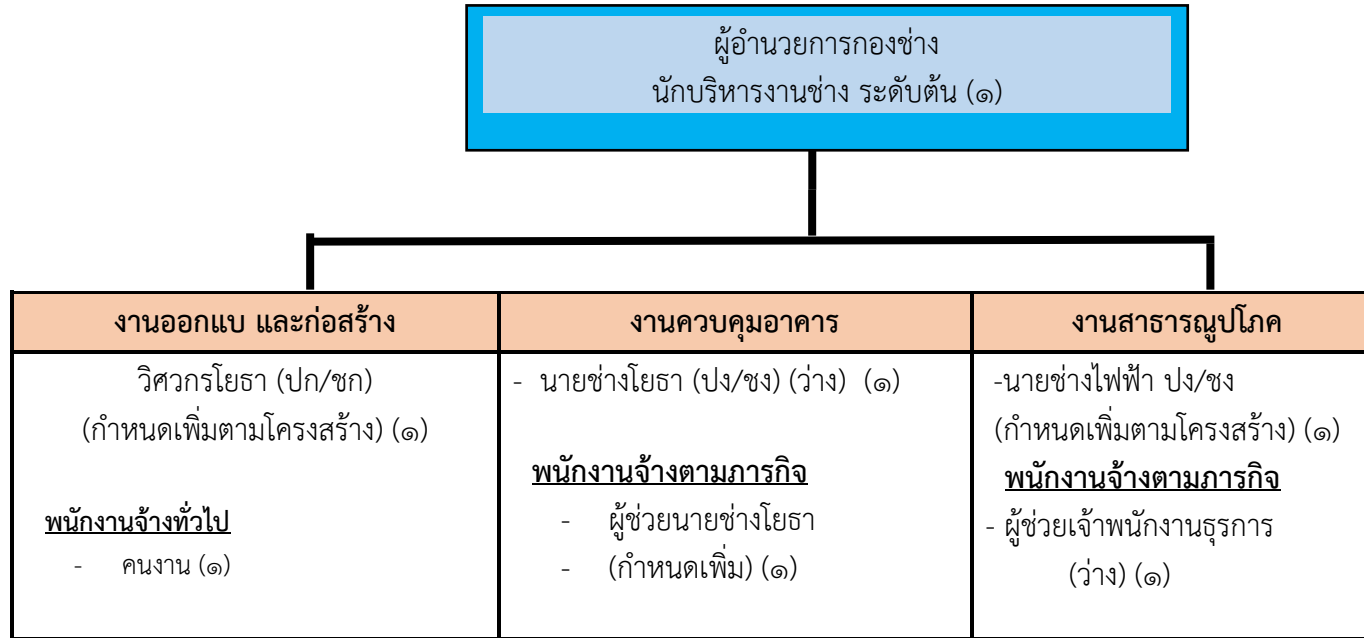 ผู้อำนวยการกองช่าง
นักบริหารงานช่าง ระดับต้น (๑)
งานออกแบบ และก่อสร้าง
วิศวกรโยธา (ปก/ชก)
(กำหนดเพิ่มตามโครงสร้าง) (๑)
พนักงานจ้างทั่วไป
- คนงาน (๑)
งานควบคุมอาคาร
- นายช่างโยธา (ปง/ชง) (ว่าง) (๑)
พนักงานจ้างตามภารกิจ
- ผู้ช่วยนายช่างโยธา
- (กำหนดเพิ่ม) (๑)
งานสาธารณูปโภค
-นายช่างไฟฟ้า ปง/ชง
(กำหนดเพิ่มตามโครงสร้าง) (๑)
พนักงานจ้างตามภารกิจ
- ผู้ช่วยเจ้าพนักงานธุรการ
(ว่าง) (๑)